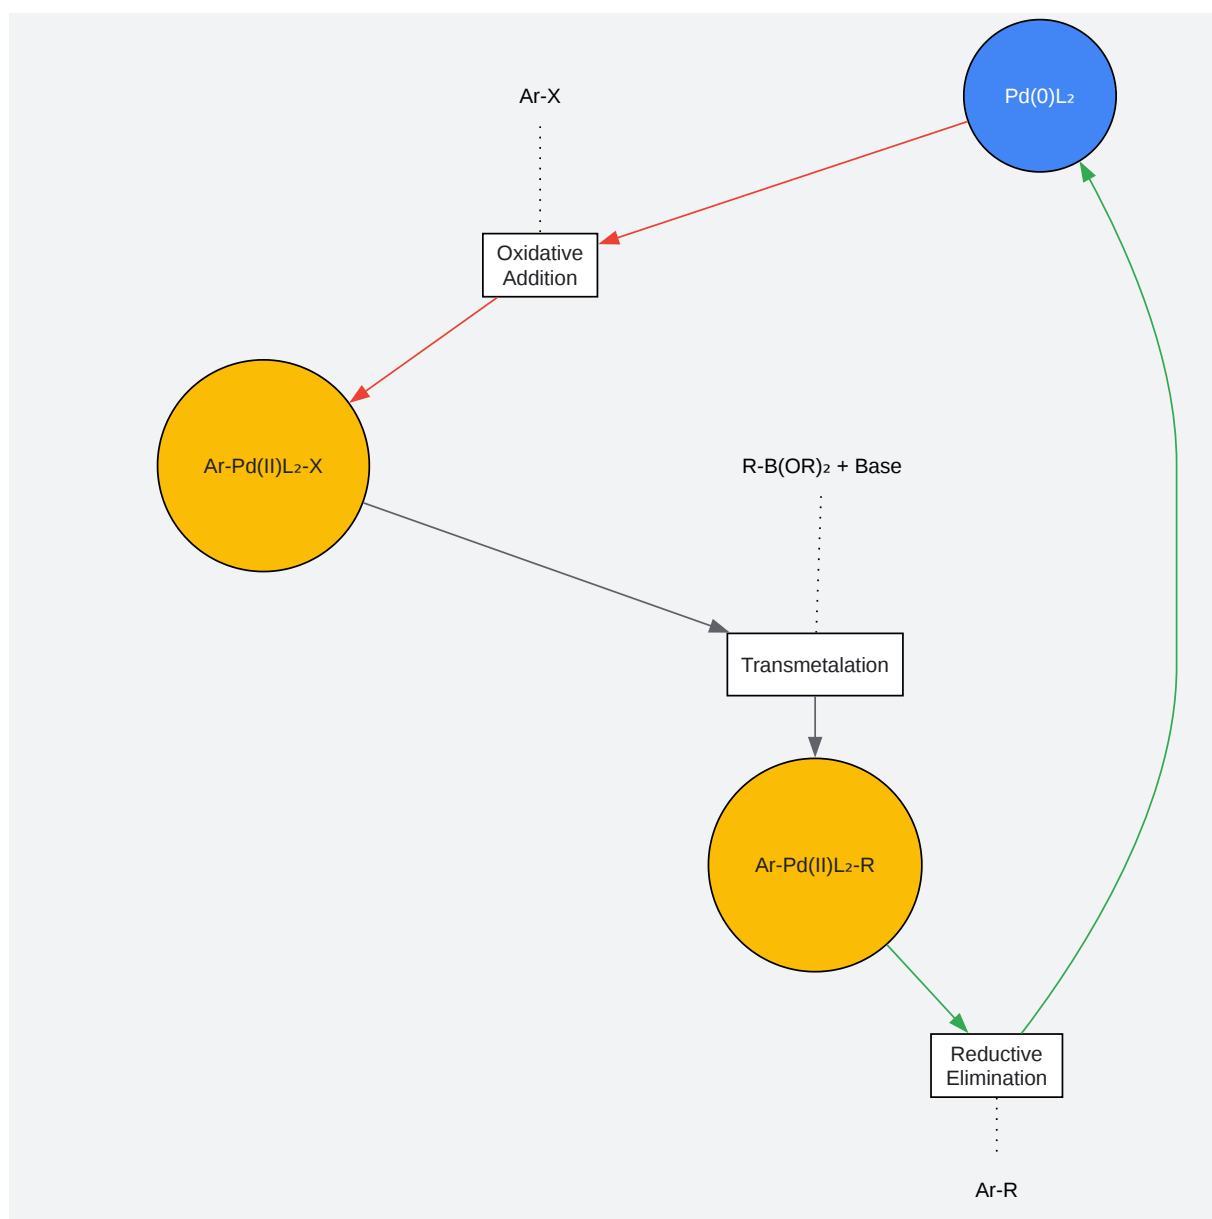 Ar-X
Pd(0)L₂
Oxidative
Addition
Ar-Pd(II)L₂-X
R-B(OR)₂ + Base
Transmetalation
Ar-Pd(II)L₂-R
Reductive
Elimination
Ar-R